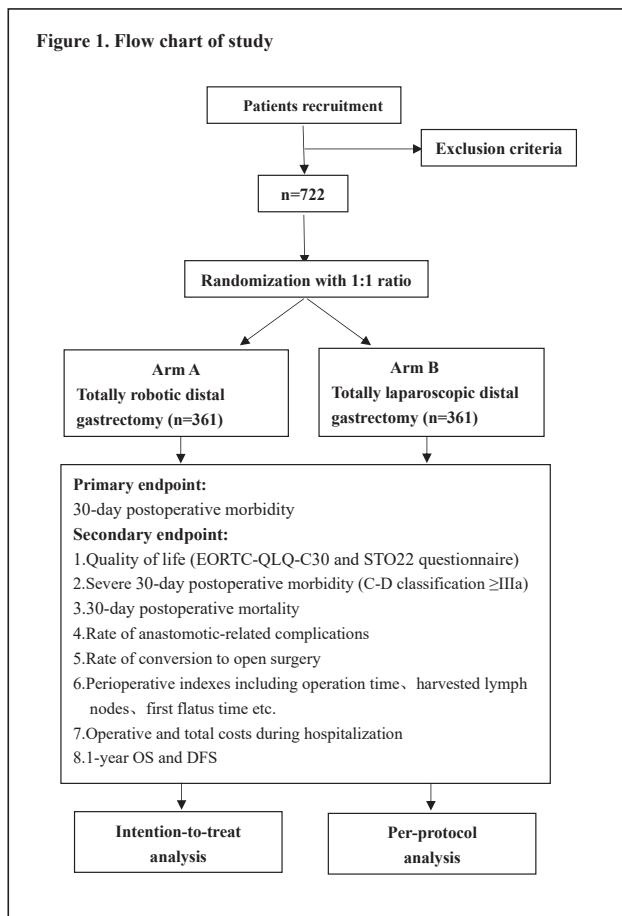 Figure 1. Flow chart of study
Patients recruitment
Exclusion criteria
n=722
Randomization with 1:1 ratio
Arm A
Totally robotic distal
gastrectomy (n=361)
Arm B
Totally laparoscopic distal
gastrectomy (n=361)
Primary endpoint:
30-day postoperative morbidity
Secondary endpoint:
1.Quality of life (EORTC-QLQ-C30 and STO22 questionnaire)
2.Severe 30-day postoperative morbidity (C-D classification ≥IIIa)
3.30-day postoperative mortality
4.Rate of anastomotic-related complications
5.Rate of conversion to open surgery
6.Perioperative indexes including operation time、harvested lymph
nodes、first flatus time etc.
7.Operative and total costs during hospitalization
8.1-year OS and DFS
Intention-to-treat
analysis
Per-protocol
analysis